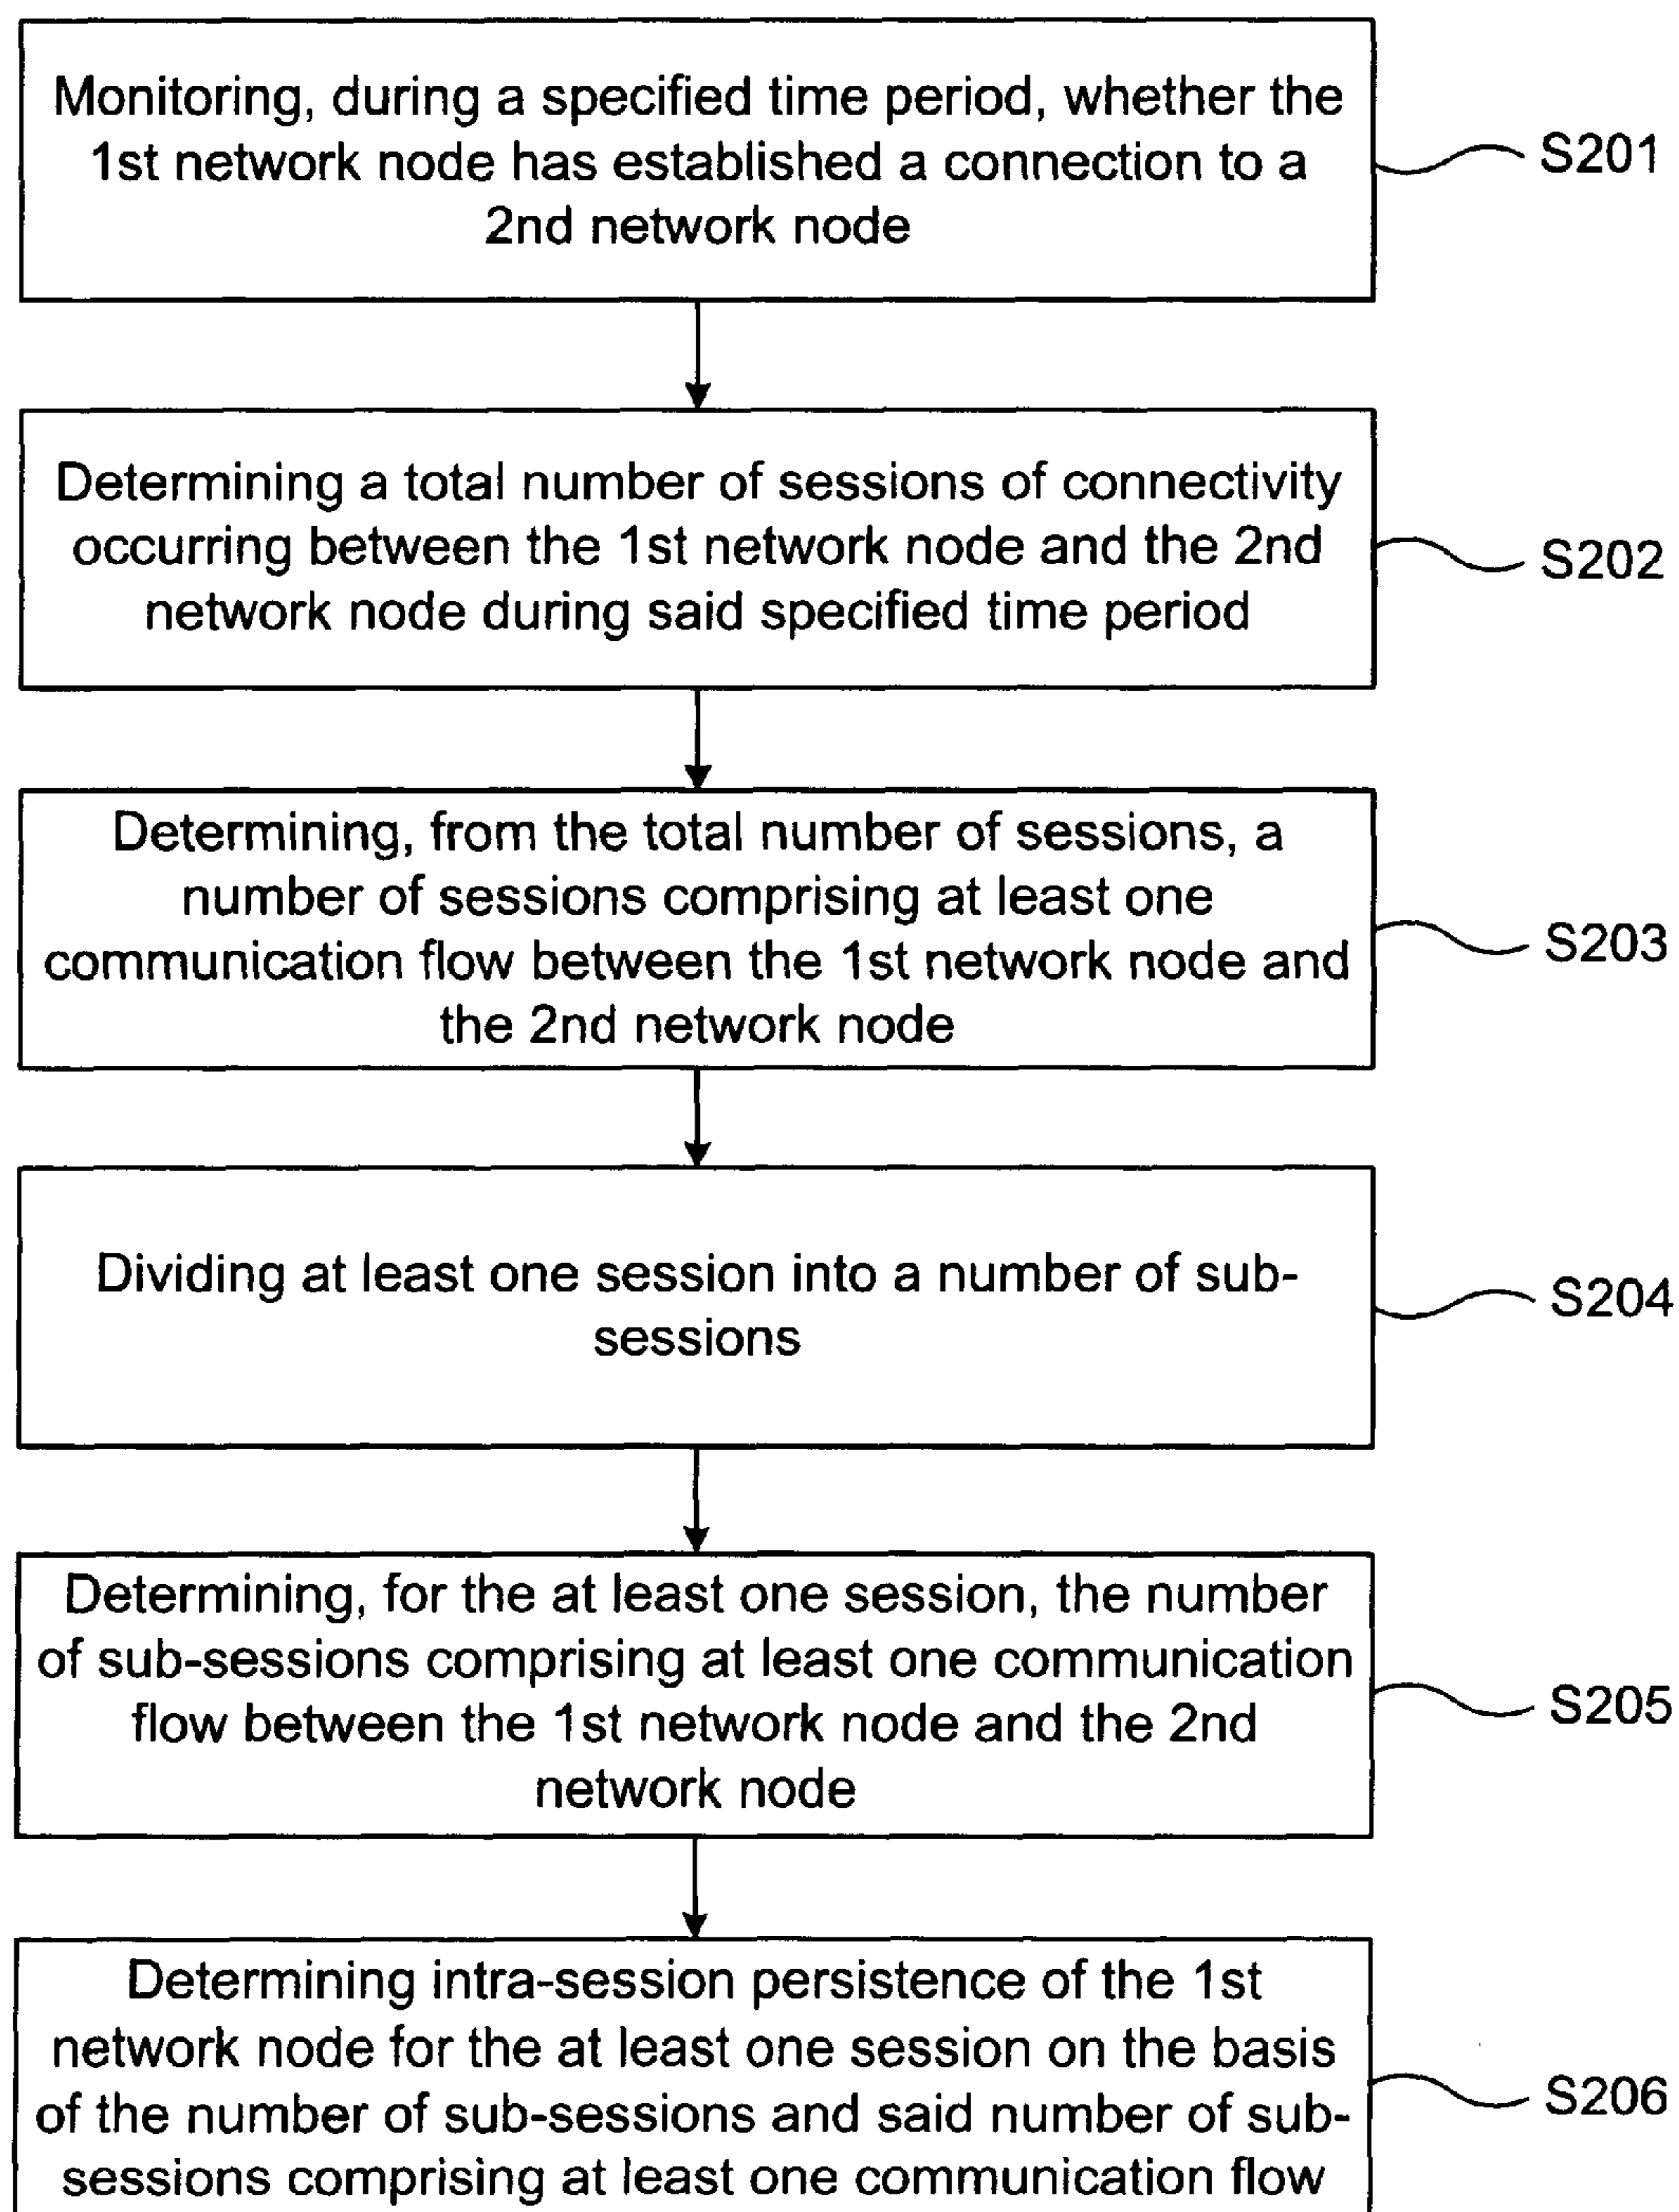 Monitoring, during a specified time period, whether the
1st network node has established a connection to a
2nd network node
S201
Determining a total number of sessions of connectivity
occurring between the 1st network node and the 2nd
network node during said specified time period
S202
Determining, from the total number of sessions, a
number of sessions comprising at least one
communication flow between the 1st network node and
the 2nd network node
S203
Dividing at least one session into a number of sub-
sessions
S204
Determining, for the at least one session, the number
of sub-sessions comprising at least one communication
flow between the 1st network node and the 2nd
network node
S205
Determining intra-session persistence of the 1st
network node for the at least one session on the basis
of the number of sub-sessions and said number of sub-
sessions comprising at least one communication flow
S206